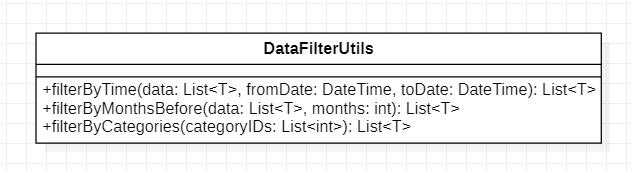 DataFilterUtils
+filterByTime(data: List<T>, fromDate: DateTime, toDate: DateTime): List<T>
+filterByMonthsBefore(data: List<T>, months: int): List<T>
+filterByCategories(categoryIDs: List<int>): List<T>